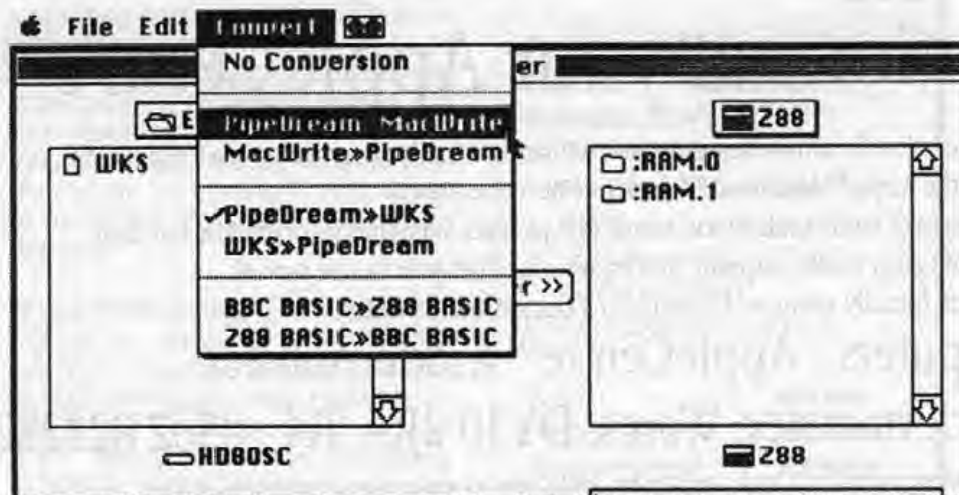 File Edit Convert
No Conversion
er
E
PipeDream MacWrite
Z88
WKS
MacWrite»PipeDream
:RAM.0
:RAM.1
✓PipeDream»WKS
WKS»PipeDream
r >>
BBC BASIC»Z88 BASIC
Z88 BASIC»BBC BASIC
HD80SC
Z88